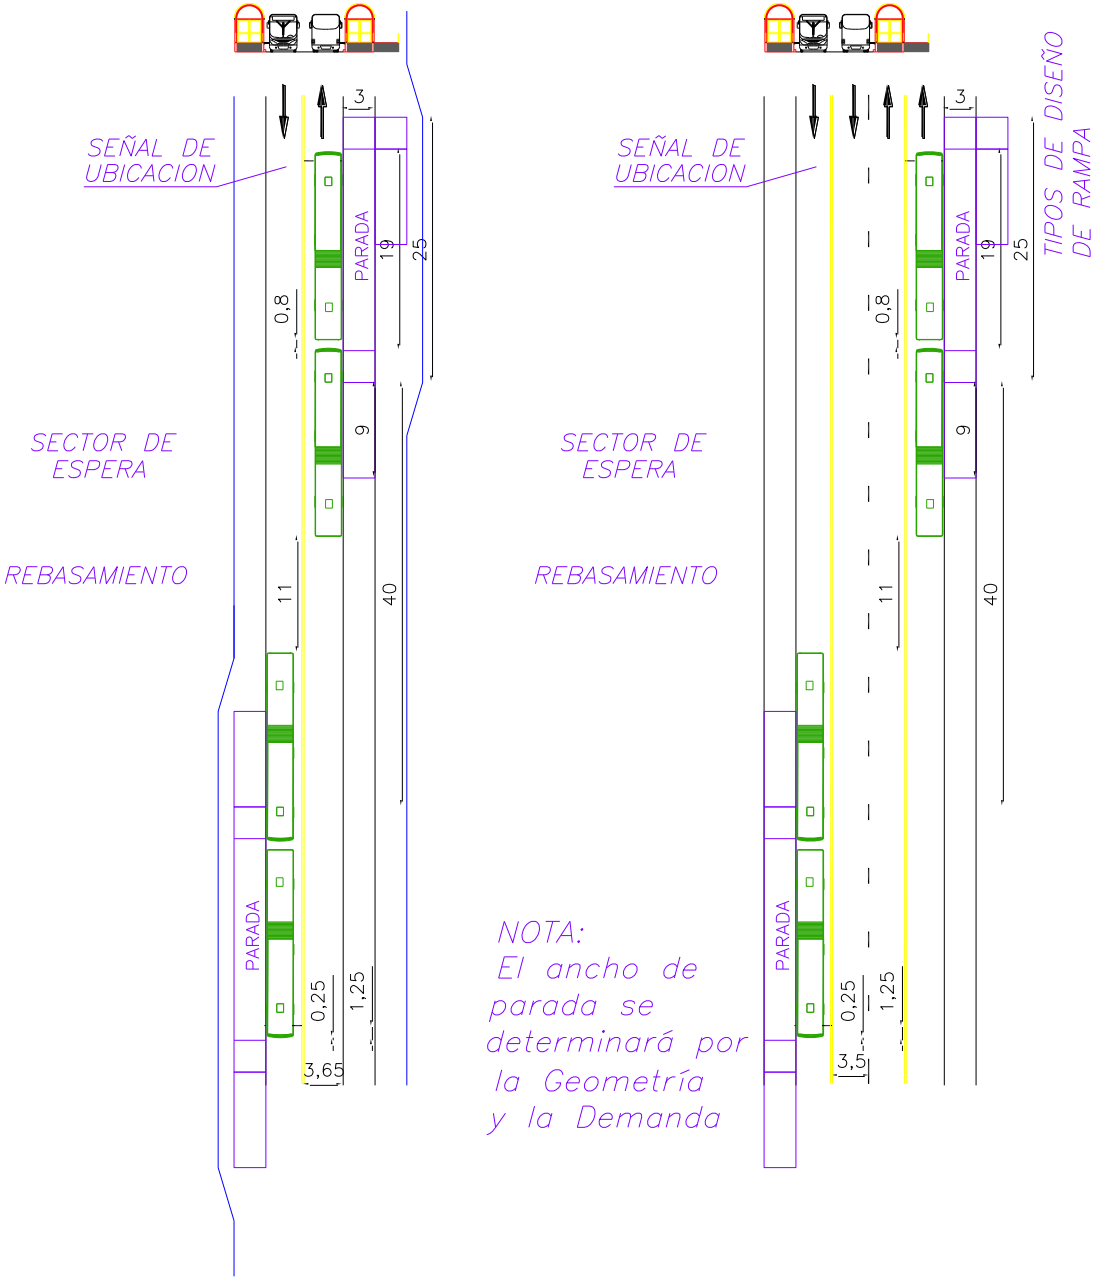 3
SEÑAL DE
UBICACION
PARADA
19
25
0,8
SECTOR DE
ESPERA
9
REBASAMIENTO
11
40
PARADA
0,25
1,25
3,65
3
TIPOS DE DISEÑO
DE RAMPA
SEÑAL DE
UBICACION
PARADA
19
25
0,8
SECTOR DE
ESPERA
9
REBASAMIENTO
11
40
PARADA
0,25
1,25
3,5
NOTA:
El ancho de
parada se
determinará por
la Geometría
y la Demanda